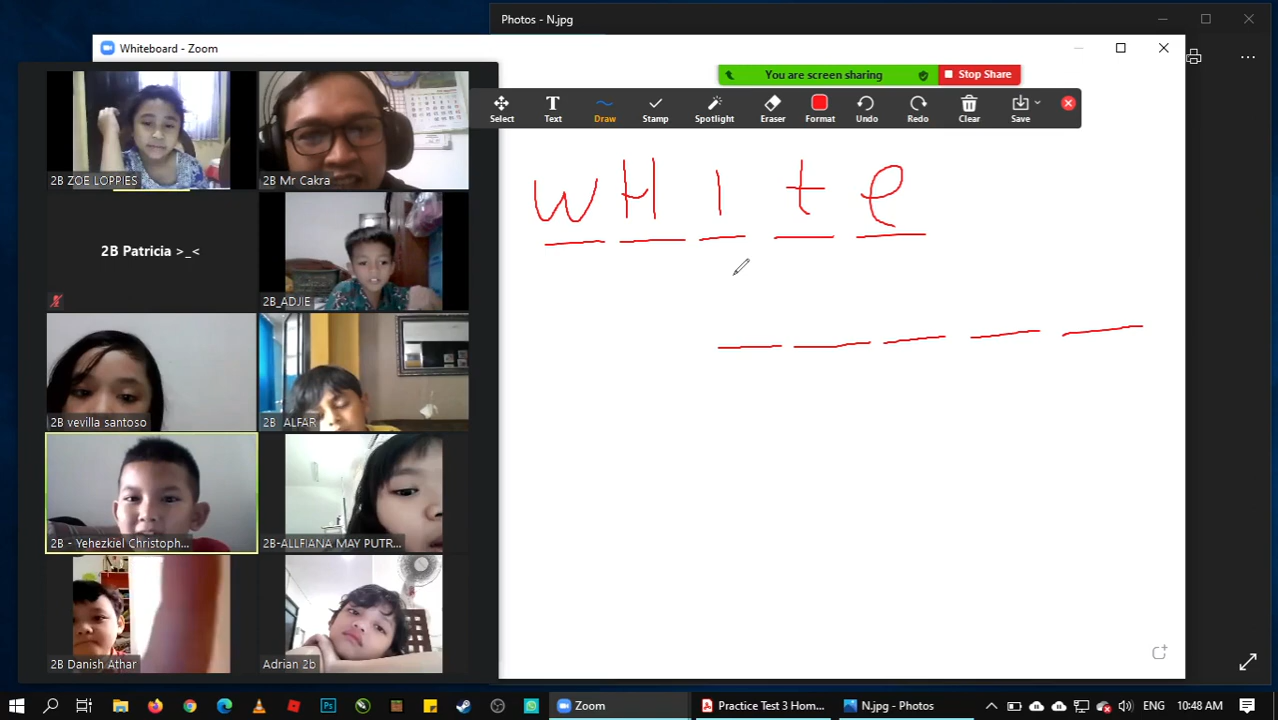 Photos - N.jpg
Whiteboard - Zoom
You are screen sharing
Stop Share
Select
Text
Draw
Stamp
Spotlight
Eraser
Format
Undo
Redo
Clear
Save
wHite
2B ZOE LOPPIES
2B Mr Cakra
2B Patricia >_<
2B_ADJIE
2B vevilla santoso
2B_ALFAR
2B - Yehezkiel Christoph...
2B-ALLFIANA MAY PUTR...
2B Danish Athar
Adrian 2b
Zoom
Practice Test 3 Hom...
N.jpg - Photos
ENG
10:48 AM